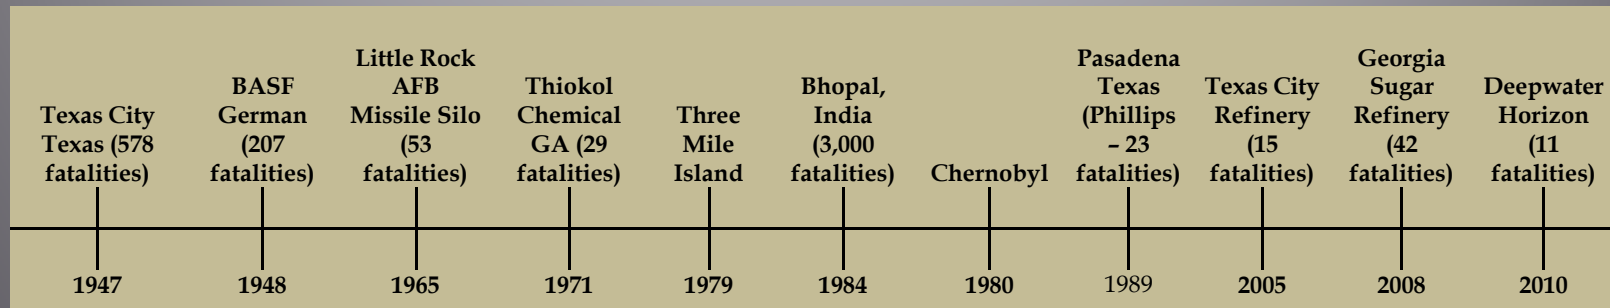 Texas City
Texas (578
fatalities)
BASF
German
(207
fatalities)
Little Rock
AFB
Missile Silo
(53
fatalities)
Thiokol
Chemical
GA (29
fatalities)
Three
Mile
Island
Bhopal,
India
(3,000
fatalities)
Chernobyl
Pasadena
Texas
(Phillips
– 23
fatalities)
Texas City
Refinery
(15
fatalities)
Georgia
Sugar
Refinery
(42
fatalities)
Deepwater
Horizon
(11
fatalities)
1947
1948
1965
1971
1979
1984
1980
1989
2005
2008
2010